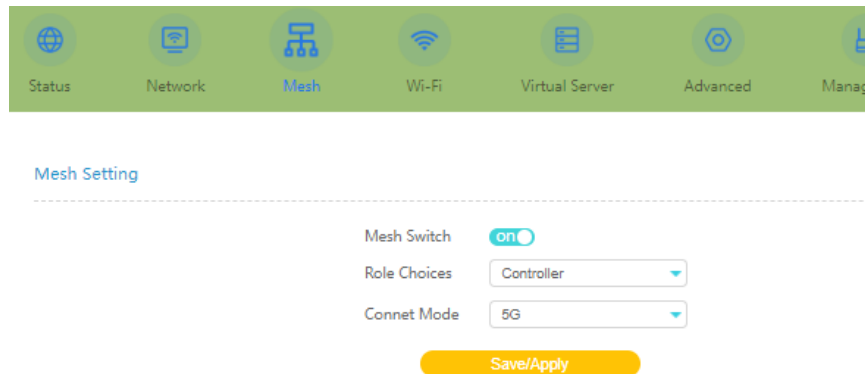 Status Network Mesh Wi-Fi Virtual Server Advanced
Mesh Setting
Mesh Switch on
Role Choices Controller
Connet Mode 5G
Save/Apply